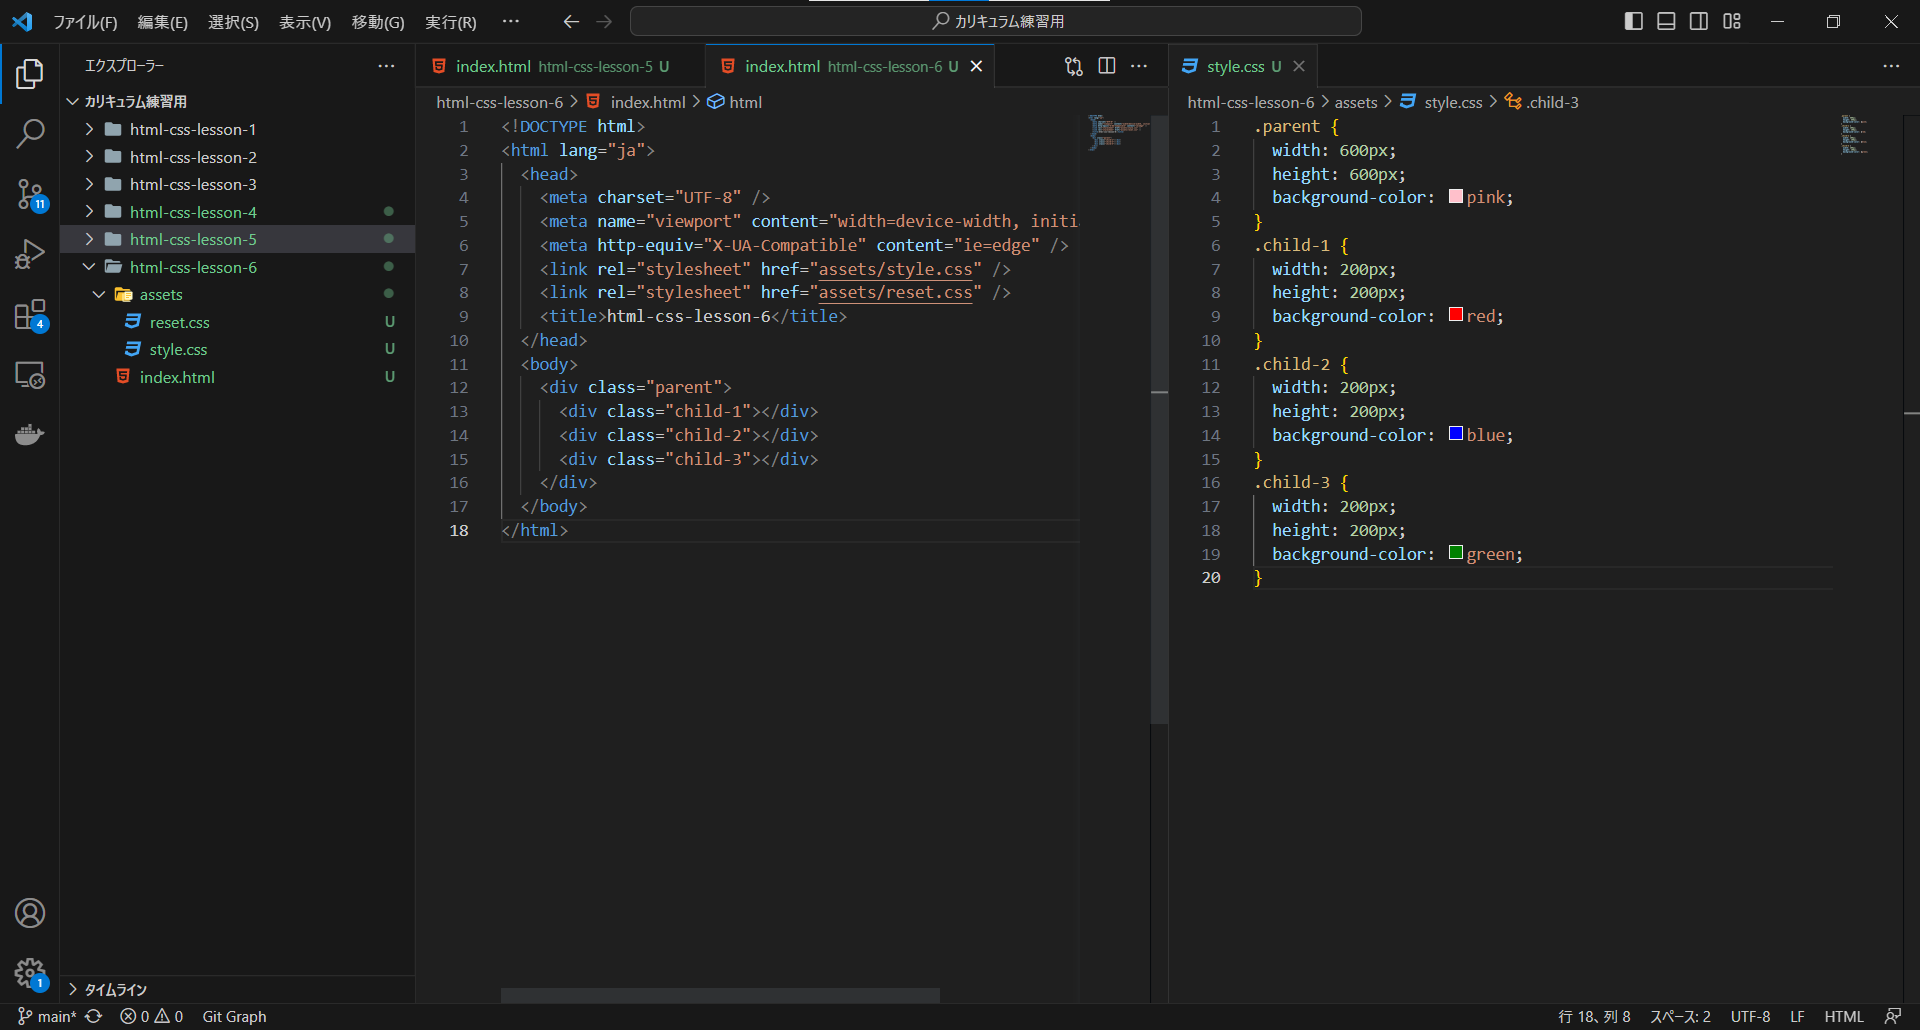 ファイル(F) 編集(E) 選択(S) 表示(V) 移動(G) 実行(R) ··· カリキュラム練習用
エクスプローラー ···
カリキュラム練習用
html-css-lesson-1
html-css-lesson-2
html-css-lesson-3
html-css-lesson-4
html-css-lesson-5
html-css-lesson-6
assets
reset.css U
style.css U
index.html U
タイムライン
11
4
1
index.html html-css-lesson-5 U index.html html-css-lesson-6 U
html-css-lesson-6 > index.html > html
1 <!DOCTYPE html>
2 <html lang="ja">
3 <head>
4 <meta charset="UTF-8" />
5 <meta name="viewport" content="width=device-width, initi
6 <meta http-equiv="X-UA-Compatible" content="ie=edge" />
7 <link rel="stylesheet" href="assets/style.css" />
8 <link rel="stylesheet" href="assets/reset.css" />
9 <title>html-css-lesson-6</title>
10 </head>
11 <body>
12 <div class="parent">
13 <div class="child-1"></div>
14 <div class="child-2"></div>
15 <div class="child-3"></div>
16 </div>
17 </body>
18 </html>
style.css U
html-css-lesson-6 > assets > style.css > .child-3
1 .parent {
2 width: 600px;
3 height: 600px;
4 background-color: pink;
5 }
6 .child-1 {
7 width: 200px;
8 height: 200px;
9 background-color: red;
10 }
11 .child-2 {
12 width: 200px;
13 height: 200px;
14 background-color: blue;
15 }
16 .child-3 {
17 width: 200px;
18 height: 200px;
19 background-color: green;
20 }
main* 0 0 Git Graph 行 18、列 8 スペース: 2 UTF-8 LF HTML